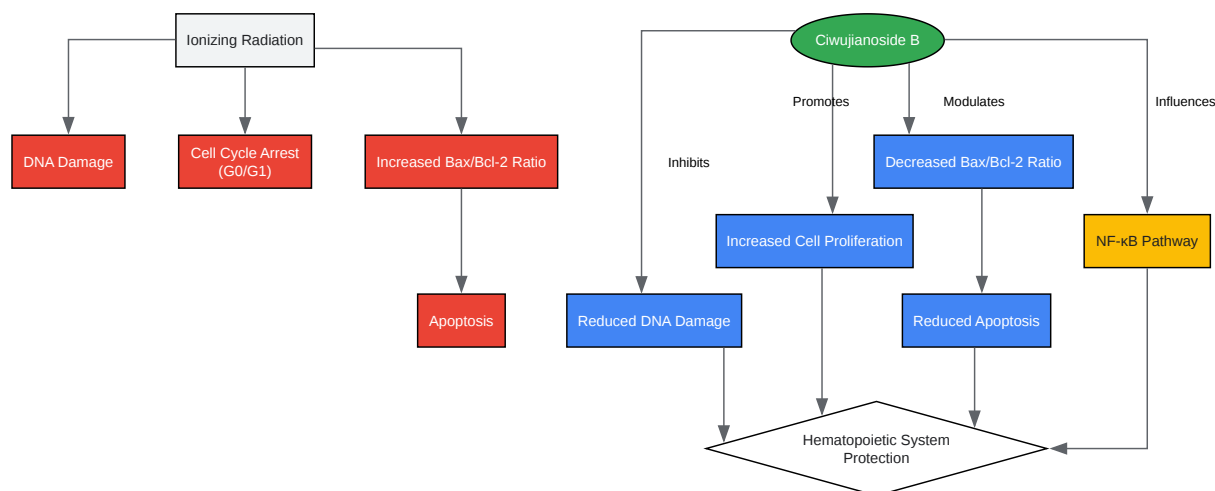 Ionizing Radiation
Ciwujianoside B
Promotes
Modulates
Influences
DNA Damage
Cell Cycle Arrest
(G0/G1)
Increased Bax/Bcl-2 Ratio
Inhibits
Decreased Bax/Bcl-2 Ratio
Increased Cell Proliferation
NF-κB Pathway
Apoptosis
Reduced DNA Damage
Reduced Apoptosis
Hematopoietic System
Protection